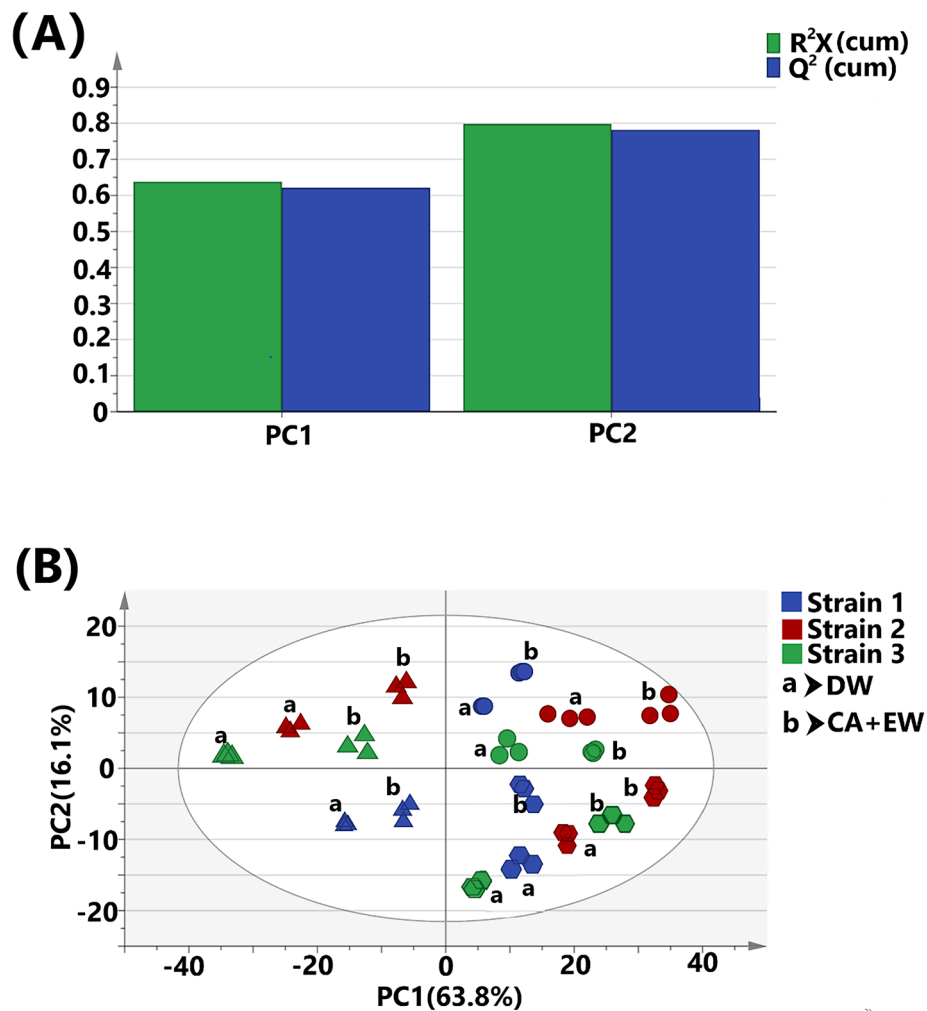 (A)
R²X (cum)
Q² (cum)
0.9
0.8
0.7
0.6
0.5
0.4
0.3
0.2
0.1
0
PC1 PC2
(B)
Strain 1
Strain 2
Strain 3
a ➤ DW
b ➤ CA+EW
20
10
0
-10
-20
PC2(16.1%)
b
b
a
b
a
b
a
a
b
a
b
a
b
b
b
b
a
a
a
-40 -20 0 20 40
PC1(63.8%)